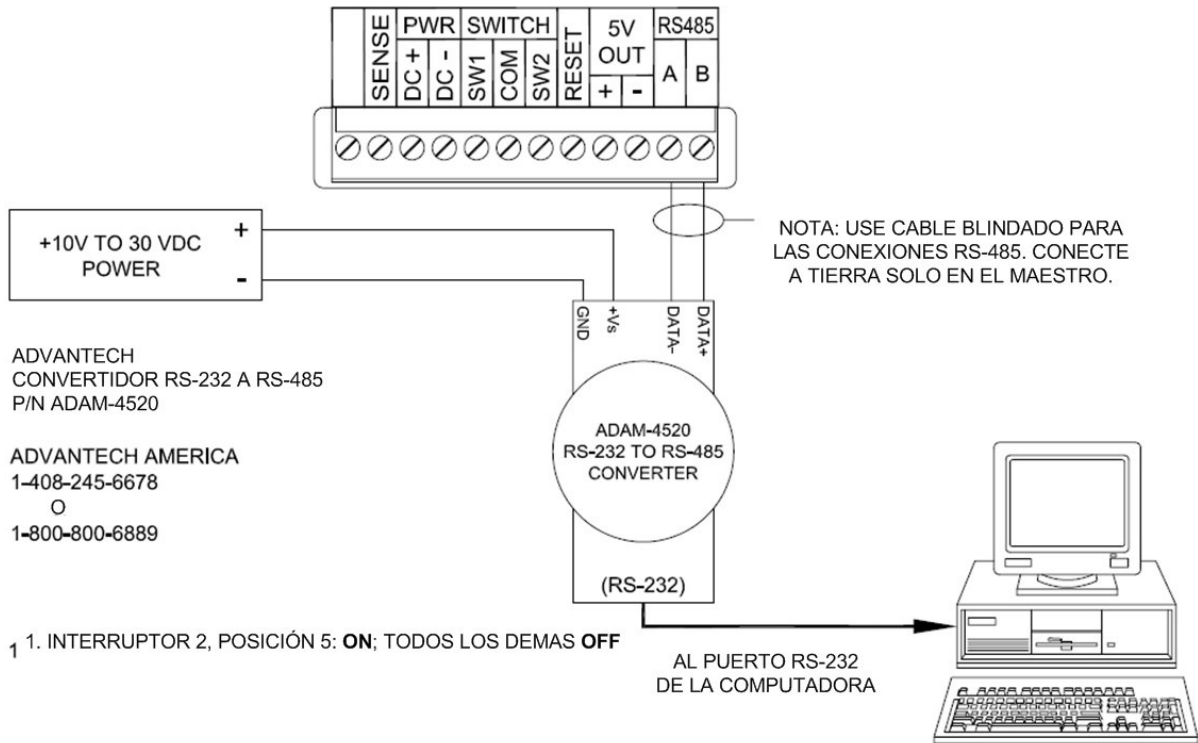 SENSE
PWR
DC +
DC -
SWITCH
SW1
COM
SW2
RESET
5V
OUT
+
-
RS485
A
B
+10V TO 30 VDC
POWER
+
-
NOTA: USE CABLE BLINDADO PARA
LAS CONEXIONES RS-485. CONECTE
A TIERRA SOLO EN EL MAESTRO.
GND
+Vs
DATA-
DATA+
ADVANTECH
CONVERTIDOR RS-232 A RS-485
P/N ADAM-4520
ADVANTECH AMERICA
1-408-245-6678
O
1-800-800-6889
ADAM-4520
RS-232 TO RS-485
CONVERTER
(RS-232)
1 1. INTERRUPTOR 2, POSICIÓN 5: ON; TODOS LOS DEMAS OFF
AL PUERTO RS-232
DE LA COMPUTADORA